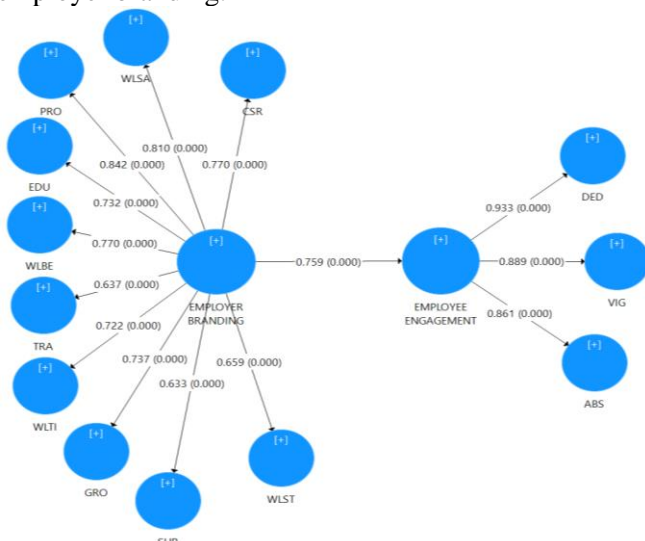 [+]
WLSA
[+]
PRO
[+]
CSR
[+]
EDU
[+]
WLBE
[+]
TRA
[+]
WLTI
[+]
GRO
[+]
[+]
WLST
0.810 (0.000)
0.842 (0.000)
0.770 (0.000)
0.732 (0.000)
0.770 (0.000)
0.637 (0.000)
0.722 (0.000)
0.737 (0.000)
0.633 (0.000)
0.659 (0.000)
[+]
EMPLOYER
BRANDING
0.759 (0.000)
[+]
EMPLOYEE
ENGAGEMENT
0.933 (0.000)
0.889 (0.000)
0.861 (0.000)
[+]
DED
[+]
VIG
[+]
ABS